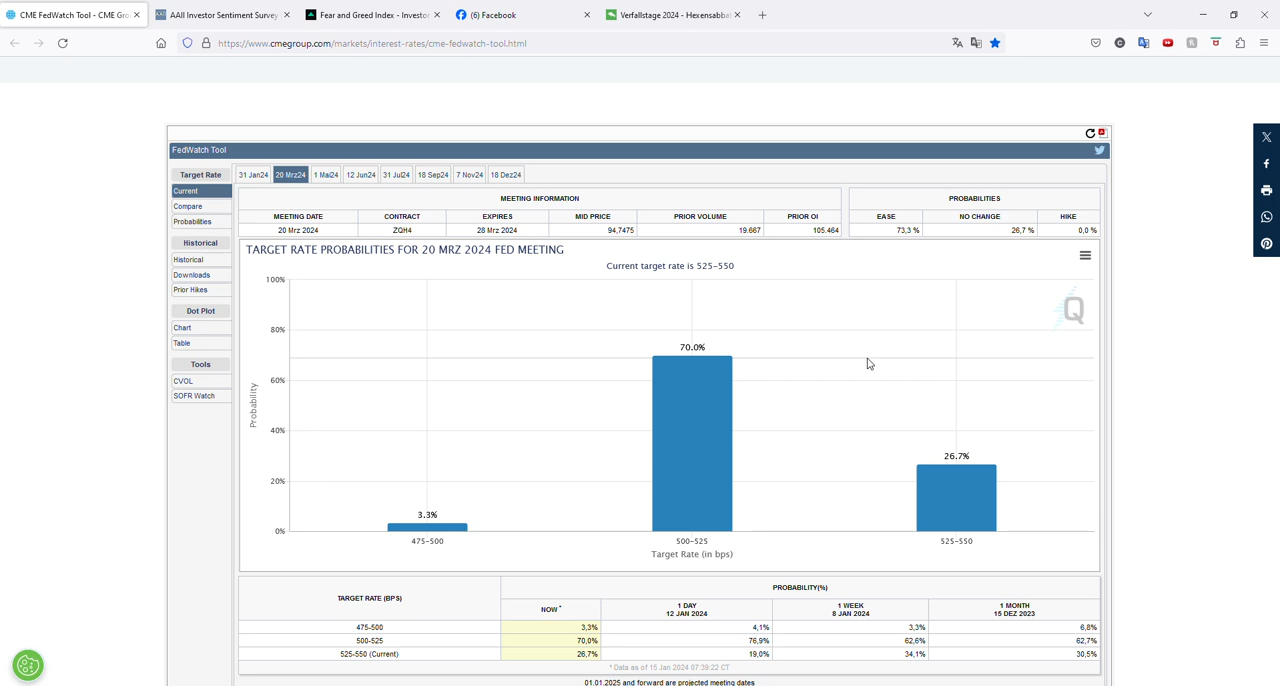 CME FedWatch Tool - CME Gro
AAII Investor Sentiment Survey
Fear and Greed Index - Investor
(6) Facebook
Verfallstage 2024 - Hexensabbat
https://www.cmegroup.com/markets/interest-rates/cme-fedwatch-tool.html
FedWatch Tool
Target Rate
Current
Compare
Probabilities
Historical
Historical
Downloads
Prior Hikes
Dot Plot
Chart
Table
Tools
CVOL
SOFR Watch
31 Jan24 20 Mrz24 1 Mai24 12 Jun24 31 Jul24 18 Sep24 7 Nov24 18 Dez24
MEETING INFORMATION
MEETING DATE CONTRACT EXPIRES MID PRICE PRIOR VOLUME PRIOR OI
20 Mrz 2024 ZQH4 28 Mrz 2024 94,7475 19.667 105.464
PROBABILITIES
EASE NO CHANGE HIKE
73,3 % 26,7 % 0,0 %
TARGET RATE PROBABILITIES FOR 20 MRZ 2024 FED MEETING
Current target rate is 525-550
Q
Probability
100%
80%
60%
40%
20%
0%
3.3%
70.0%
26.7%
475-500 500-525 525-550
Target Rate (in bps)
TARGET RATE (BPS) PROBABILITY(%)
NOW * 1 DAY 12 JAN 2024 1 WEEK 8 JAN 2024 1 MONTH 15 DEZ 2023
475-500 3,3% 4,1% 3,3% 6,8%
500-525 70,0% 76,9% 62,6% 62,7%
525-550 (Current) 26,7% 19,0% 34,1% 30,5%
* Data as of 15 Jan 2024 07:39:22 CT
01.01.2025 and forward are projected meeting dates